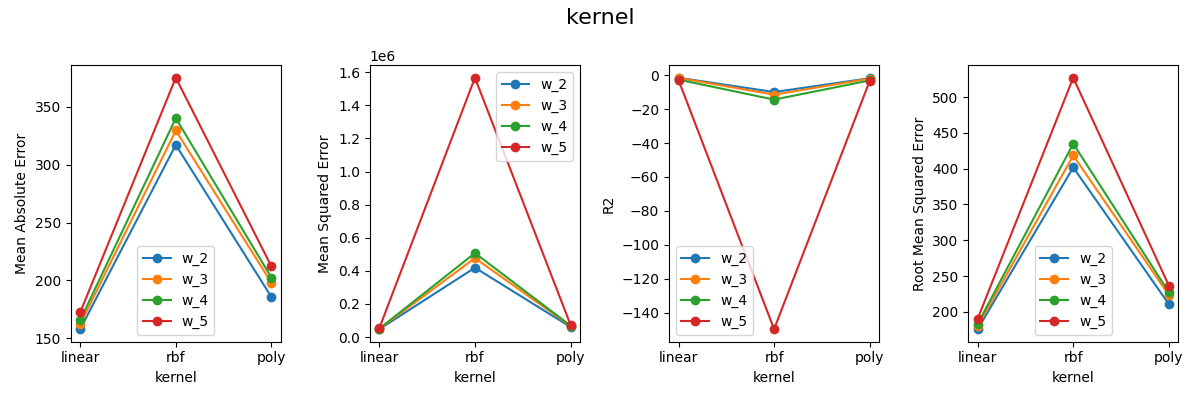 kernel
Mean Absolute Error
350
300
250
200
150
linear rbf poly
kernel
w_2
w_3
w_4
w_5
1e6
Mean Squared Error
1.6
1.4
1.2
1.0
0.8
0.6
0.4
0.2
0.0
linear rbf poly
kernel
w_2
w_3
w_4
w_5
R2
0
−20
−40
−60
−80
−100
−120
−140
linear rbf poly
kernel
w_2
w_3
w_4
w_5
Root Mean Squared Error
500
450
400
350
300
250
200
linear rbf poly
kernel
w_2
w_3
w_4
w_5